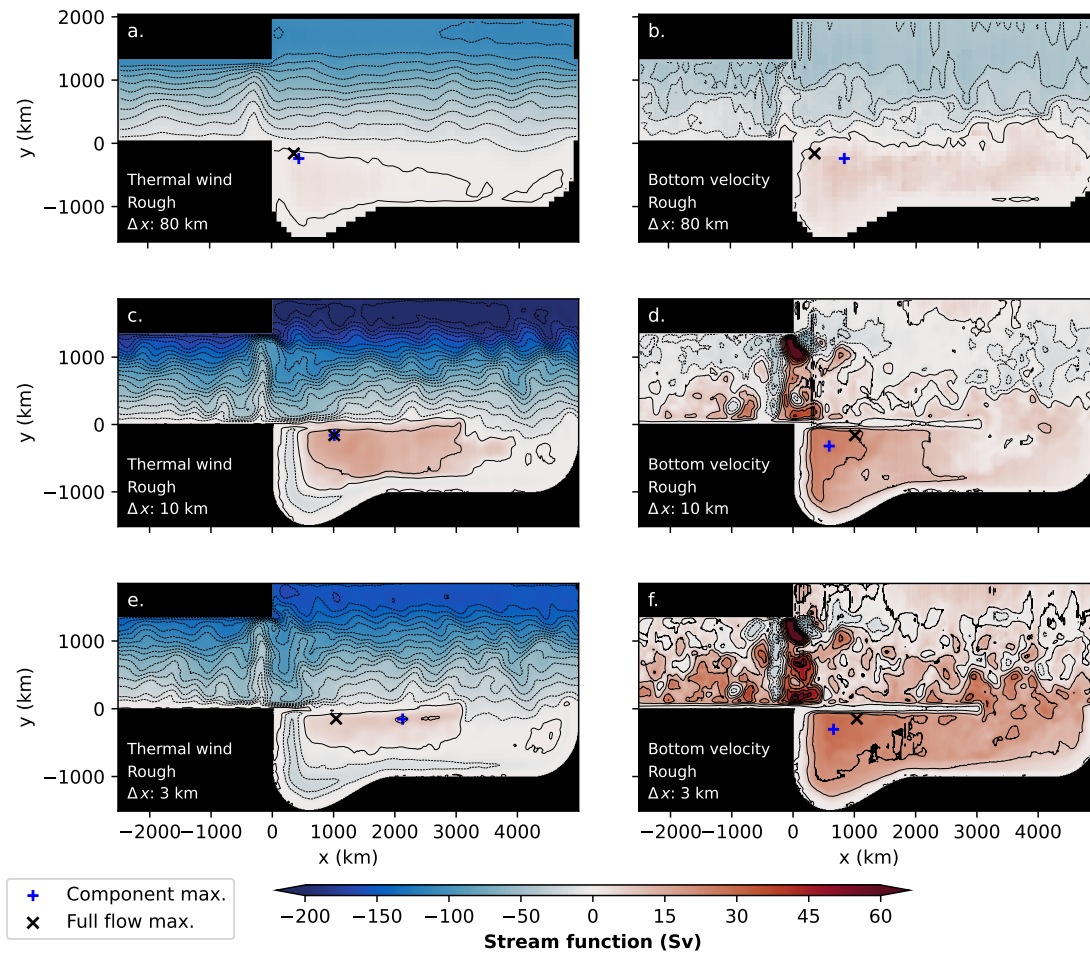 a.
b.
2000
1000
0
−1000
y (km)
Thermal wind
Rough
Δx: 80 km
Bottom velocity
Rough
Δx: 80 km
c.
d.
1000
0
−1000
y (km)
Thermal wind
Rough
Δx: 10 km
Bottom velocity
Rough
Δx: 10 km
e.
f.
1000
0
−1000
y (km)
Thermal wind
Rough
Δx: 3 km
Bottom velocity
Rough
Δx: 3 km
−2000−1000 0 1000 2000 3000 4000
−2000−1000 0 1000 2000 3000 4000
x (km)
x (km)
Component max.
Full flow max.
−200 −150 −100 −50 0 15 30 45 60
Stream function (Sv)